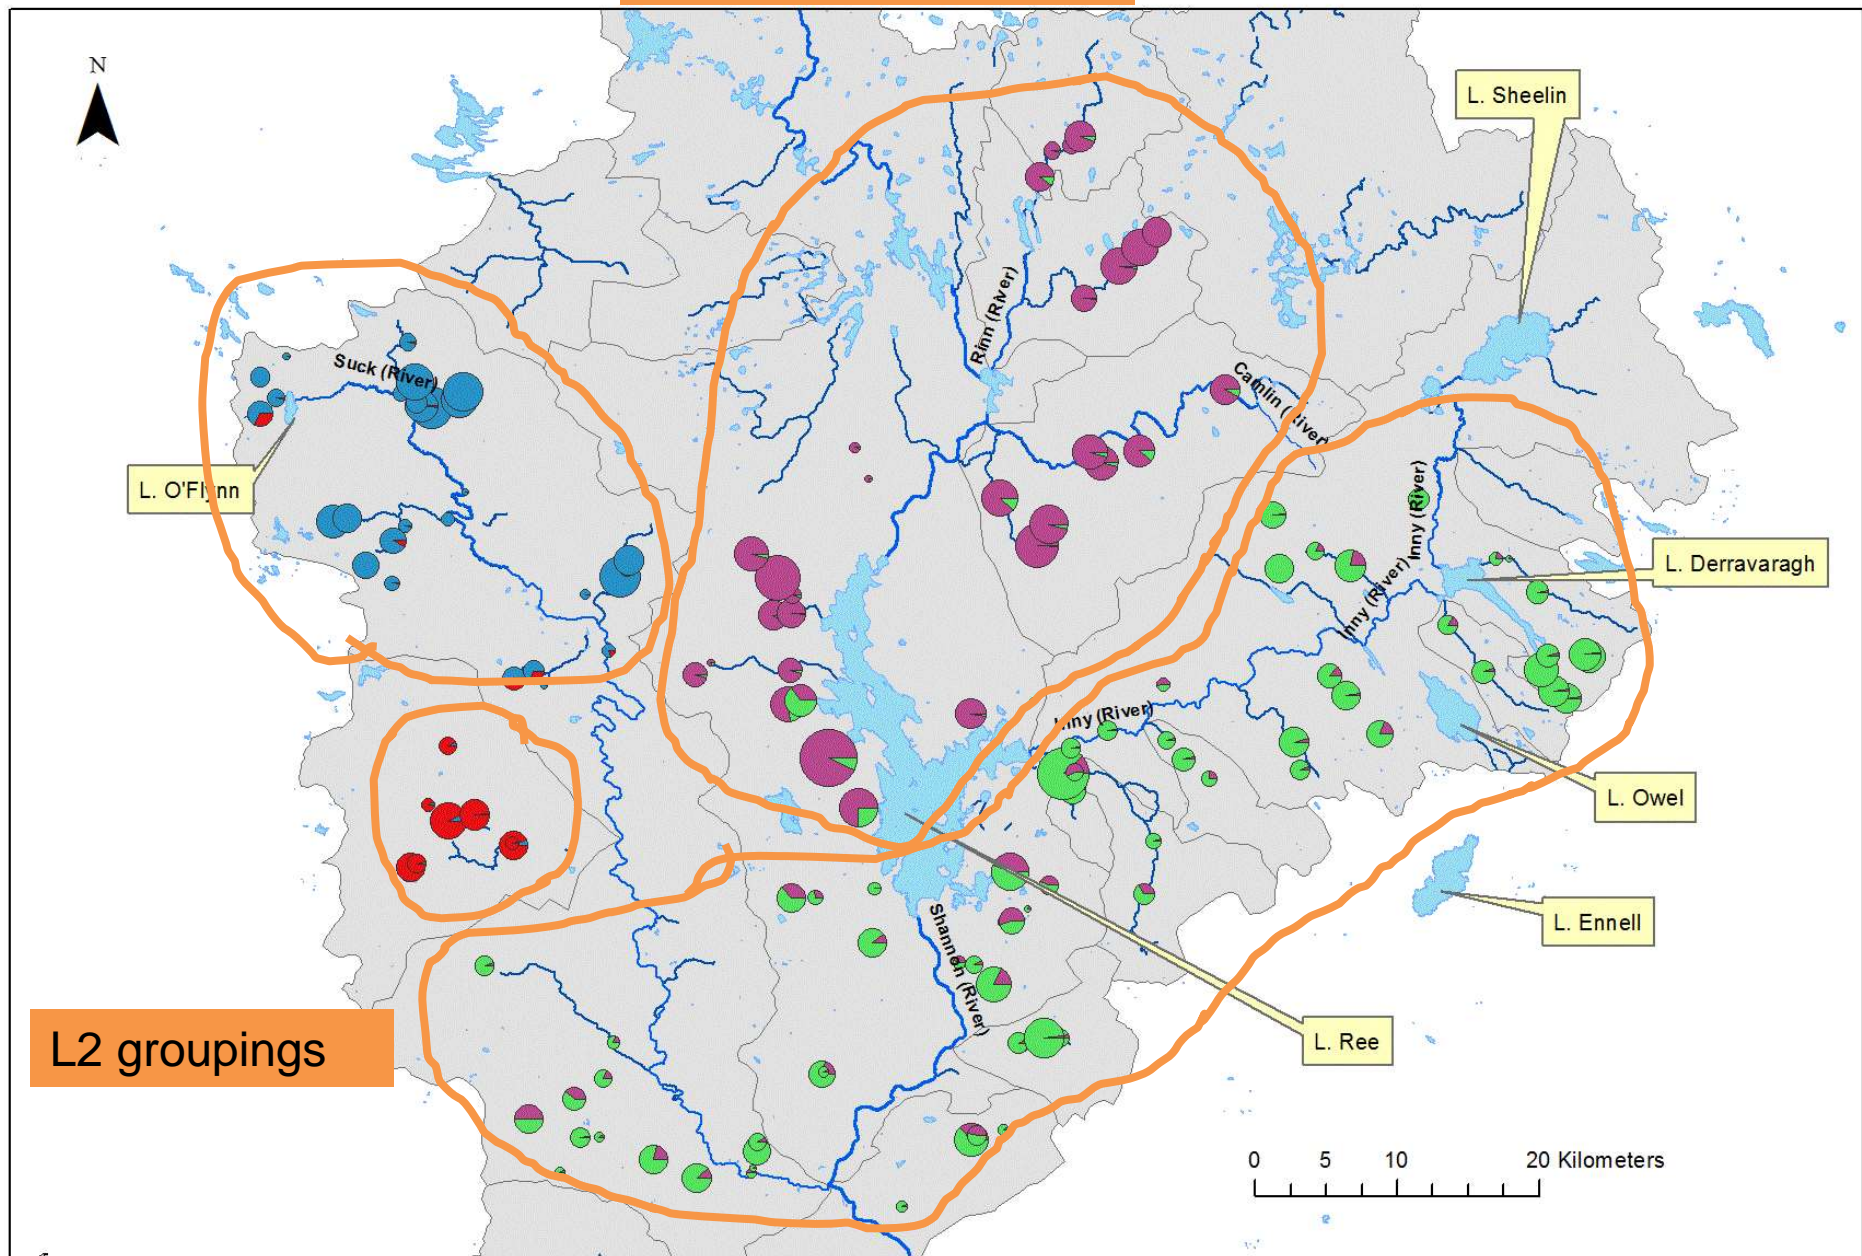 N
L. Sheelin
Rinn (River)
Suck (River)
Camlin (River)
L. O'Flynn
Inny (River)
L. Derravaragh
Inny (River)
Inny (River)
L. Owel
L. Ennell
Shannon (River)
L2 groupings
L. Ree
0 5 10 20 Kilometers